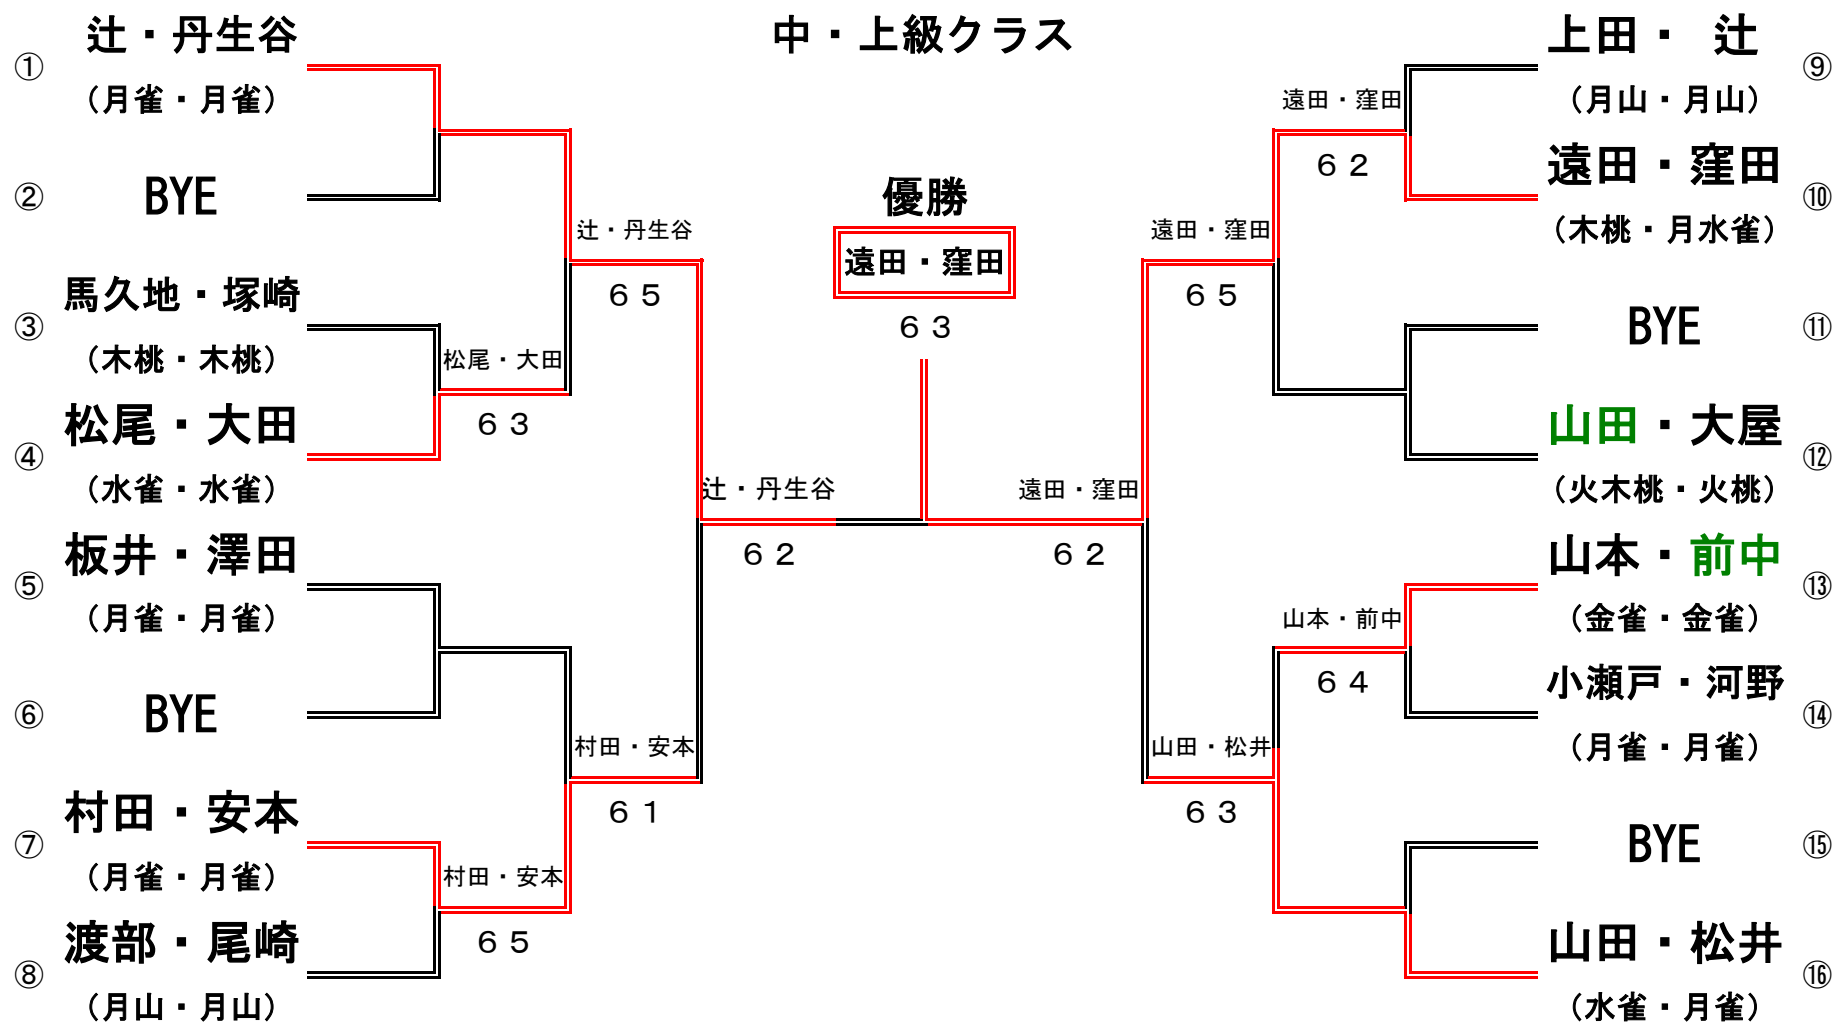 中・上級クラス
① 辻・丹生谷
（月雀・月雀）
② BYE
③ 馬久地・塚崎
（木桃・木桃）
④ 松尾・大田
（水雀・水雀）
⑤ 板井・澤田
（月雀・月雀）
⑥ BYE
⑦ 村田・安本
（月雀・月雀）
⑧ 渡部・尾崎
（月山・月山）
松尾・大田
６３
村田・安本
６５
辻・丹生谷
６５
村田・安本
６１
辻・丹生谷
６２
優勝
遠田・窪田
６３
遠田・窪田
６２
遠田・窪田
６５
山田・松井
６３
遠田・窪田
６２
山本・前中
６４
上田・ 辻 ⑨
（月山・月山）
遠田・窪田 ⑩
（木桃・月水雀）
BYE ⑪
山田・大屋 ⑫
（火木桃・火桃）
山本・前中 ⑬
（金雀・金雀）
小瀬戸・河野 ⑭
（月雀・月雀）
BYE ⑮
山田・松井 ⑯
（水雀・月雀）